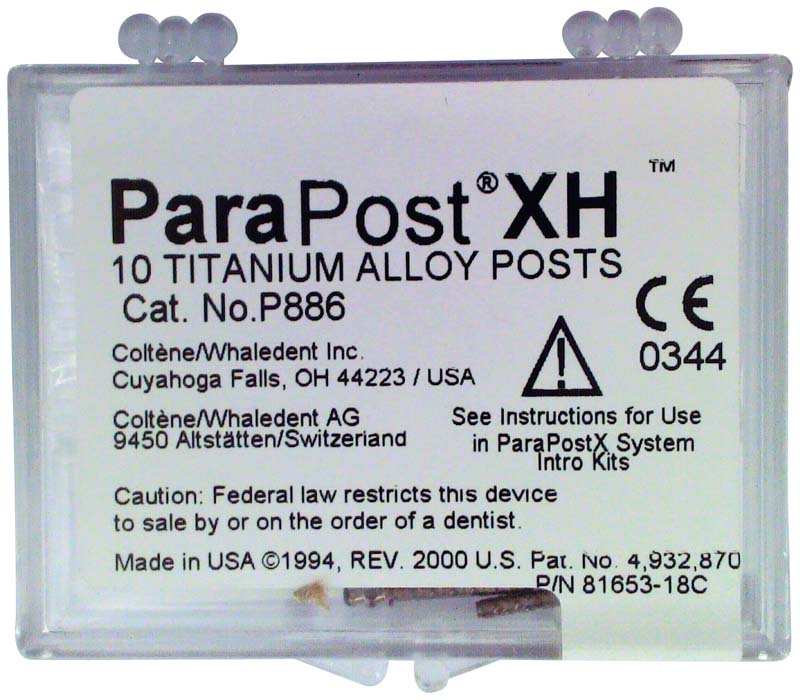 ParaPost® XH™
10 TITANIUM ALLOY POSTS
Cat. No.P886
CE
0344
Coltène/Whaledent Inc.
Cuyahoga Falls, OH 44223 / USA
Coltène/Whaledent AG
9450 Altstätten/Switzerland
See Instructions for Use
in ParaPostX System
Intro Kits
Caution: Federal law restricts this device
to sale by or on the order of a dentist.
Made in USA ©1994, REV. 2000 U.S. Pat. No. 4,932,870
P/N 81653-18C